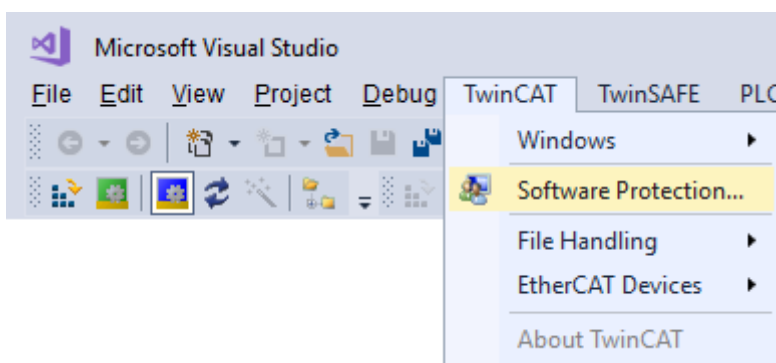 Microsoft Visual Studio
File Edit View Project Debug TwinCAT TwinSAFE PLC
Windows
Software Protection...
File Handling
EtherCAT Devices
About TwinCAT